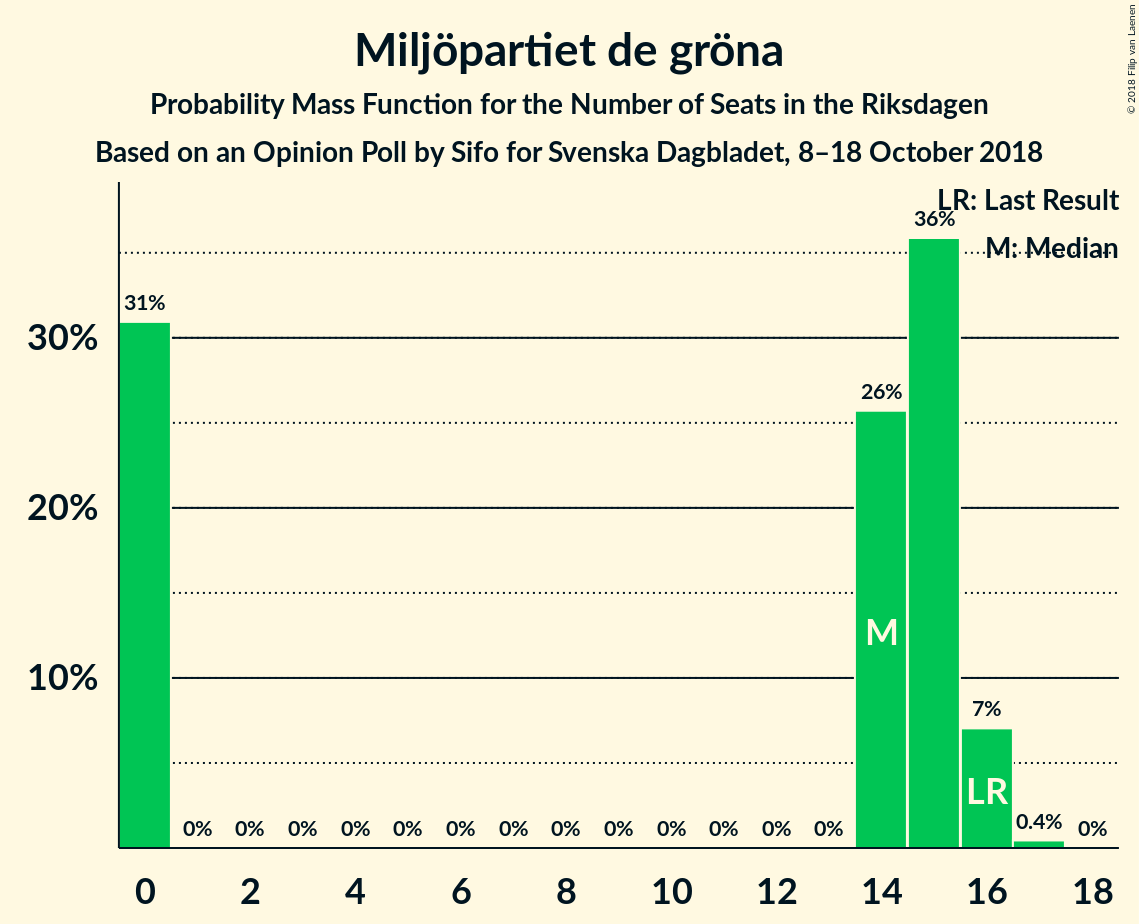 Miljöpartiet de gröna
Probability Mass Function for the Number of Seats in the Riksdagen
Based on an Opinion Poll by Sifo for Svenska Dagbladet, 8–18 October 2018
© 2018 Filip van Laenen
LR: Last Result
M: Median
36%
31%
30%
26%
20%
M
10%
7%
LR
0% 0% 0% 0% 0% 0% 0% 0% 0% 0% 0% 0% 0% 0.4% 0%
0 2 4 6 8 10 12 14 16 18